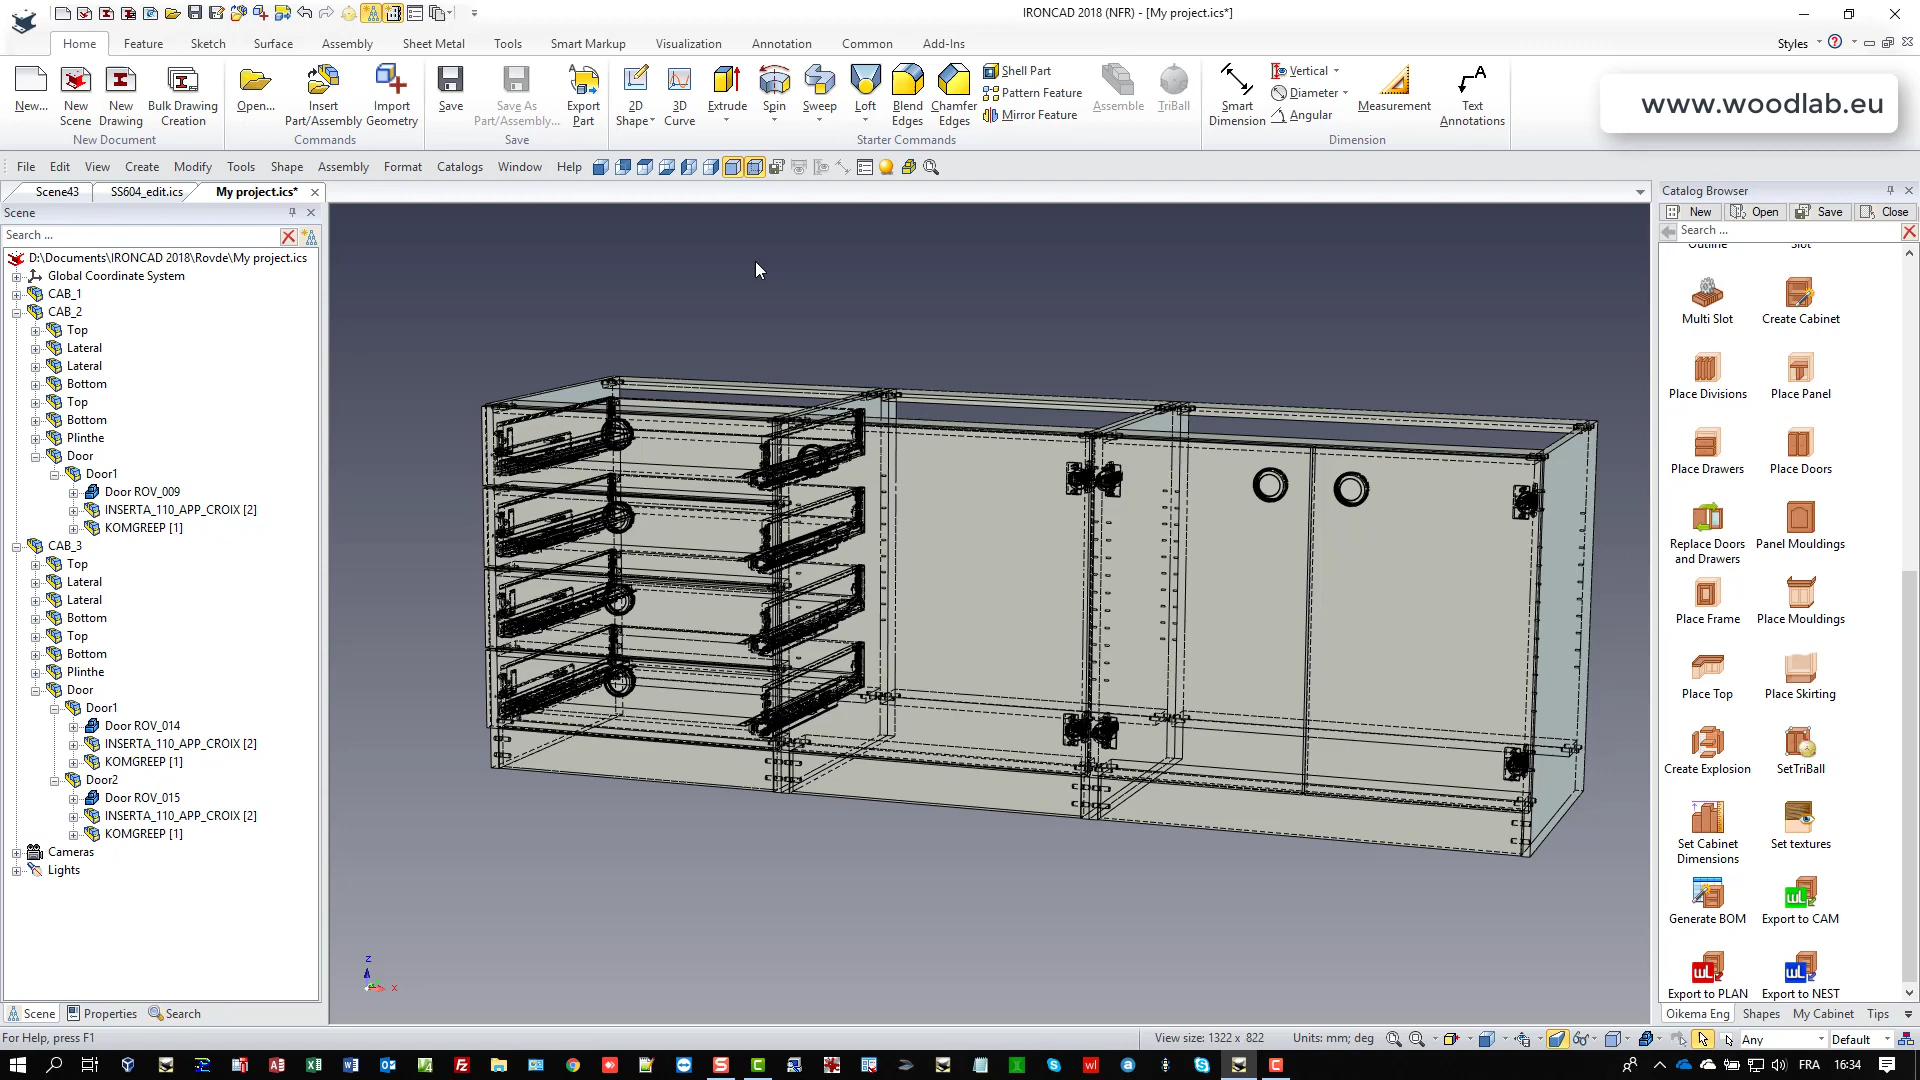 IRONCAD 2018 (NFR) - [My project.ics*]
Home Feature Sketch Surface Assembly Sheet Metal Tools Smart Markup Visualization Annotation Common Add-Ins Styles
Shell Part Vertical
Pattern Feature Diameter
Mirror Feature Angular
www.woodlab.eu
New... New Scene New Drawing Bulk Drawing Creation Open... Insert Part/Assembly Import Geometry Save Save As Part/Assembly... Export Part 2D Shape 3D Curve Extrude Spin Sweep Loft Blend Edges Chamfer Edges Assemble TriBall Smart Dimension Measurement Text Annotations
New Document Commands Save Starter Commands Dimension
File Edit View Create Modify Tools Shape Assembly Format Catalogs Window Help
Scene43 SS604_edit.ics My project.ics*
Scene
Search ...
D:\Documents\IRONCAD 2018\Rovde\My project.ics
Global Coordinate System
CAB_1
CAB_2
Top
Lateral
Lateral
Bottom
Top
Bottom
Plinthe
Door
Door1
Door ROV_009
INSERTA_110_APP_CROIX [2]
KOMGREEP [1]
CAB_3
Top
Lateral
Lateral
Bottom
Top
Bottom
Plinthe
Door
Door1
Door ROV_014
INSERTA_110_APP_CROIX [2]
KOMGREEP [1]
Door2
Door ROV_015
INSERTA_110_APP_CROIX [2]
KOMGREEP [1]
Cameras
Lights
Scene Properties Search
z
x
Catalog Browser
New Open Save Close
Search ...
Outline Slot
Multi Slot Create Cabinet
Place Divisions Place Panel
Place Drawers Place Doors
Replace Doors and Drawers Panel Mouldings
Place Frame Place Mouldings
Place Top Place Skirting
Create Explosion SetTriBall
Set Cabinet Dimensions Set textures
Generate BOM Export to CAM
Export to PLAN Export to NEST
Oikema Eng Shapes My Cabinet Tips
For Help, press F1
View size: 1322 x 822 Units: mm; deg Any Default
FRA 16:34